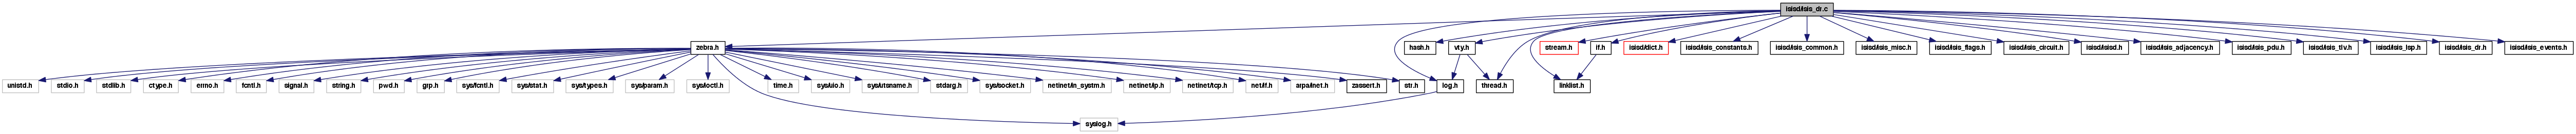 isisd/isis_dr.c
zebra.h
hash.h
vty.h
stream.h
if.h
isisd/dict.h
isisd/isis_constants.h
isisd/isis_common.h
isisd/isis_misc.h
isisd/isis_flags.h
isisd/isis_circuit.h
isisd/isisd.h
isisd/isis_adjacency.h
isisd/isis_pdu.h
isisd/isis_tlv.h
isisd/isis_lsp.h
isisd/isis_dr.h
isisd/isis_events.h
unistd.h
stdio.h
stdlib.h
ctype.h
errno.h
fcntl.h
signal.h
string.h
pwd.h
grp.h
sys/fcntl.h
sys/stat.h
sys/types.h
sys/param.h
sys/ioctl.h
time.h
sys/uio.h
sys/utsname.h
stdarg.h
sys/socket.h
netinet/in_systm.h
netinet/ip.h
netinet/tcp.h
net/if.h
arpa/inet.h
zassert.h
str.h
log.h
thread.h
linklist.h
syslog.h